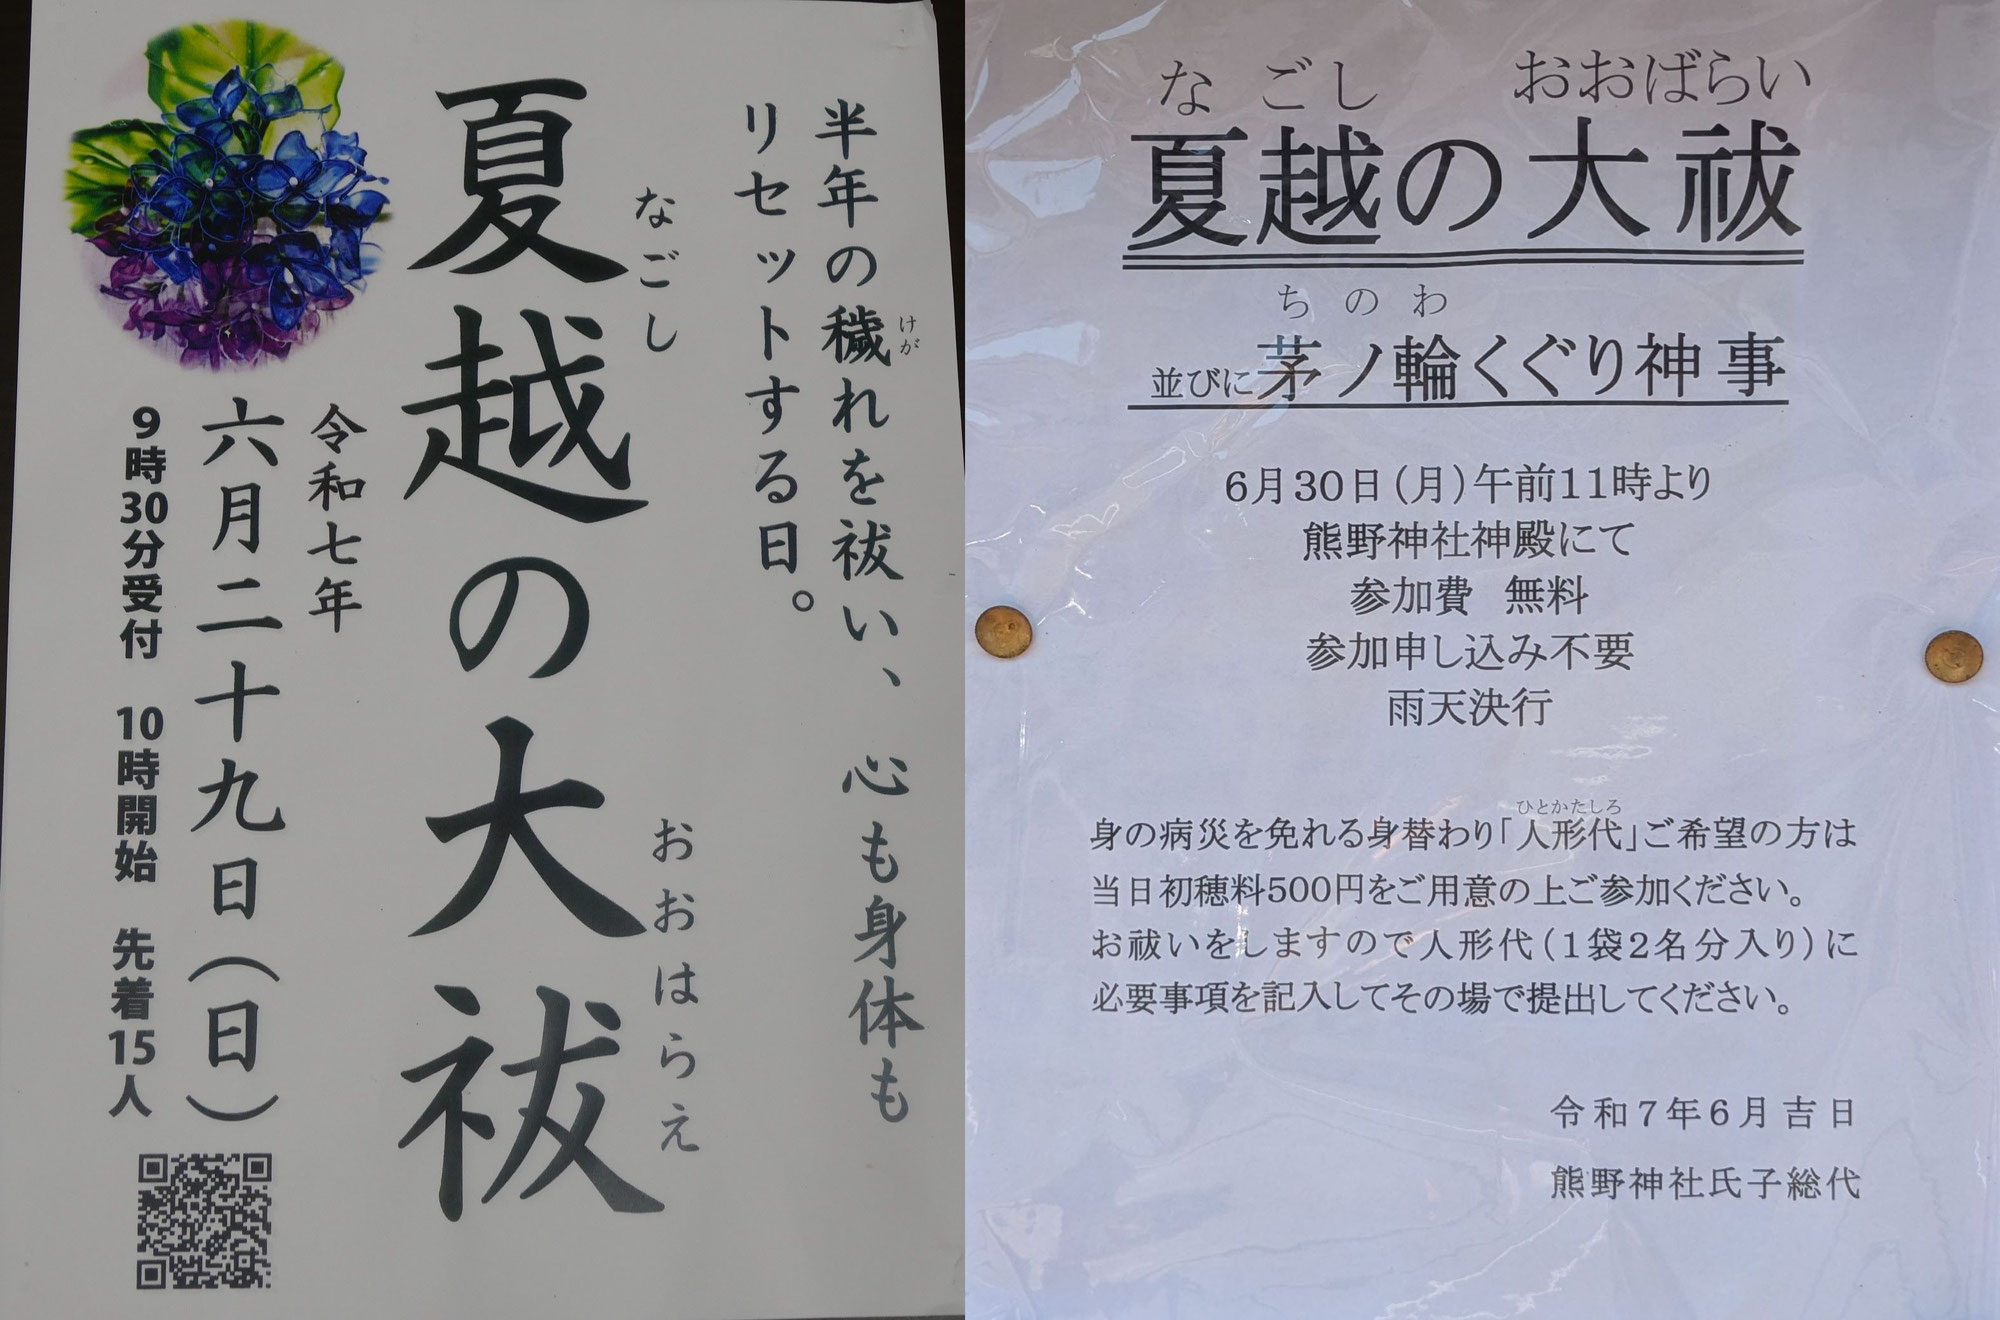 半年の穢れを祓い、心も身体も
けが
リセットする日。
夏越の大祓
なごし
おおはらえ
令和七年
六月二十九日(日)
9時30分受付 10時開始 先着15人
なごし おおばらい
夏越の大祓
ちのわ
並びに茅ノ輪くぐり神事
6月30日(月)午前11時より
熊野神社神殿にて
参加費 無料
参加申し込み不要
雨天決行
ひとかたしろ
身の病災を免れる身替わり「人形代」ご希望の方は
当日初穂料500円をご用意の上ご参加ください。
お祓いをしますので人形代(1袋2名分入り)に
必要事項を記入してその場で提出してください。
令和7年6月吉日
熊野神社氏子総代